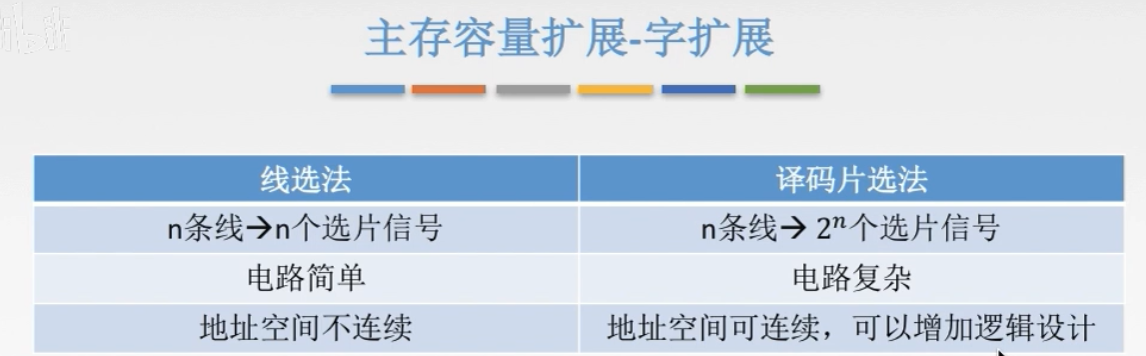 主存容量扩展-字扩展
线选法 译码片选法
n条线→n个选片信号 n条线→ 2ⁿ个选片信号
电路简单 电路复杂
地址空间不连续 地址空间可连续，可以增加逻辑设计